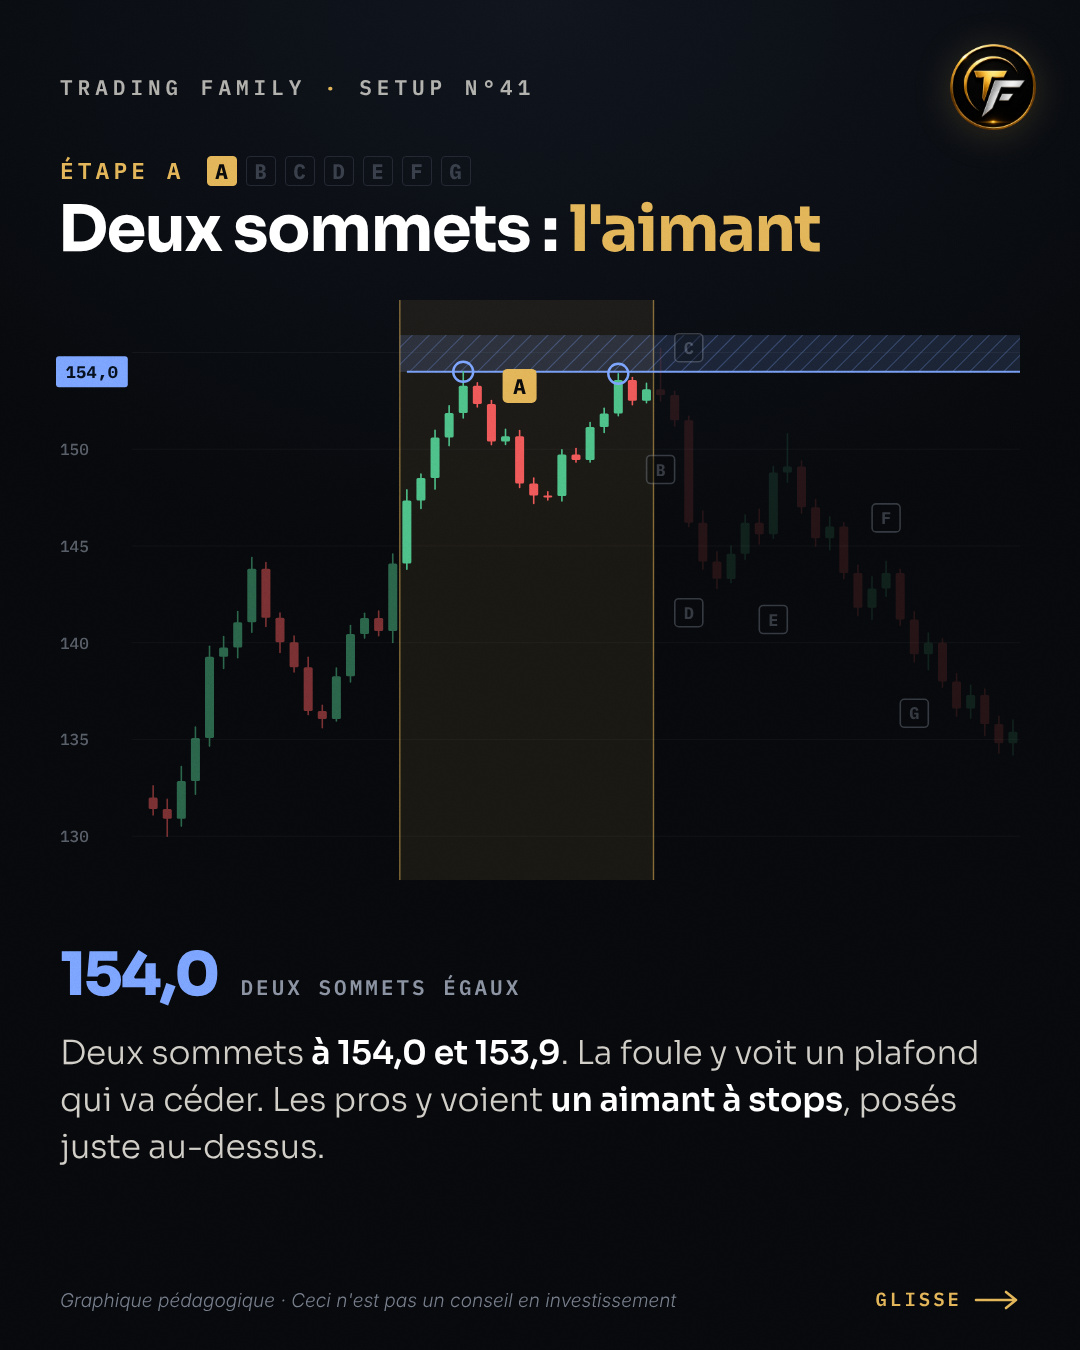 TRADING FAMILY · SETUP N°41
TF
ÉTAPE A A B C D E F G
Deux sommets : l'aimant
C
154,0
A
150
B
F
145
D
E
140
G
135
130
154,0 DEUX SOMMETS ÉGAUX
Deux sommets à 154,0 et 153,9. La foule y voit un plafond
qui va céder. Les pros y voient un aimant à stops, posés
juste au-dessus.
Graphique pédagogique · Ceci n'est pas un conseil en investissement
GLISSE →